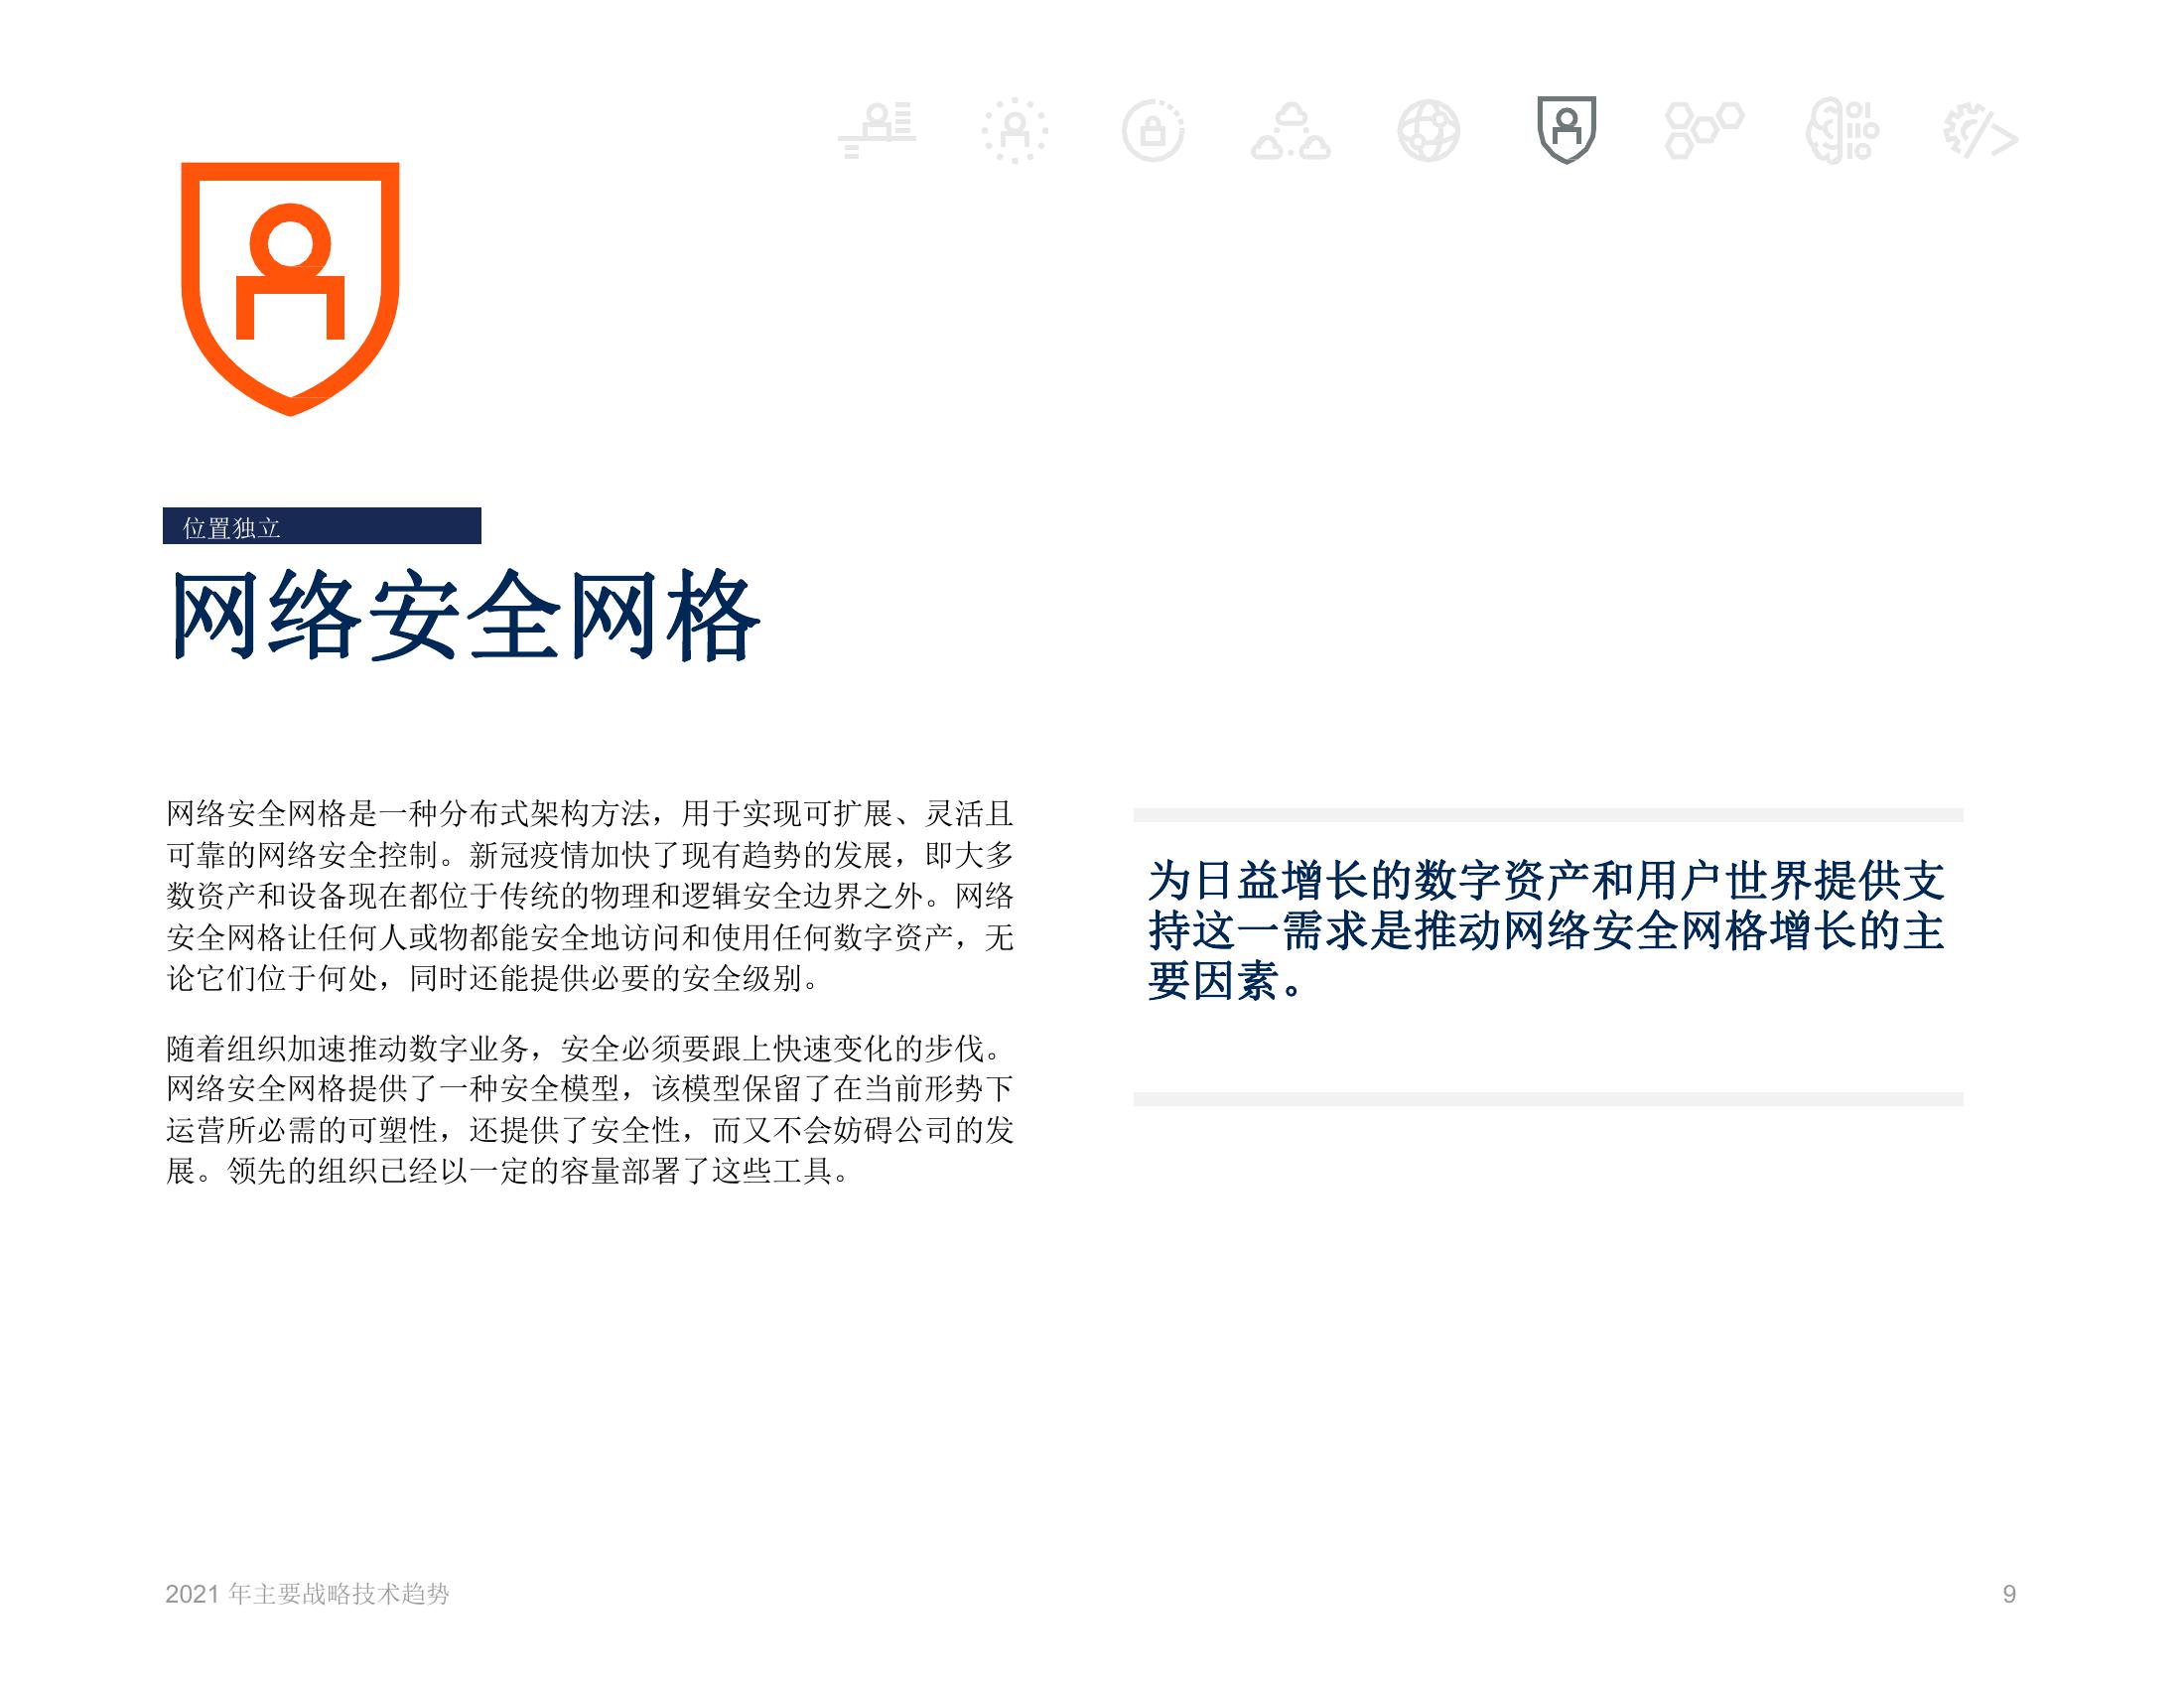 位置独立
网络安全网格
网络安全网格是一种分布式架构方法，用于实现可扩展、灵活且
可靠的网络安全控制。新冠疫情加快了现有趋势的发展，即大多
数资产和设备现在都位于传统的物理和逻辑安全边界之外。网络
安全网格让任何人或物都能安全地访问和使用任何数字资产，无
论它们位于何处，同时还能提供必要的安全级别。
随着组织加速推动数字业务，安全必须要跟上快速变化的步伐。
网络安全网格提供了一种安全模型，该模型保留了在当前形势下
运营所必需的可塑性，还提供了安全性，而又不会妨碍公司的发
展。领先的组织已经以一定的容量部署了这些工具。
为日益增长的数字资产和用户世界提供支
持这一需求是推动网络安全网格增长的主
要因素。
2021 年主要战略技术趋势
9